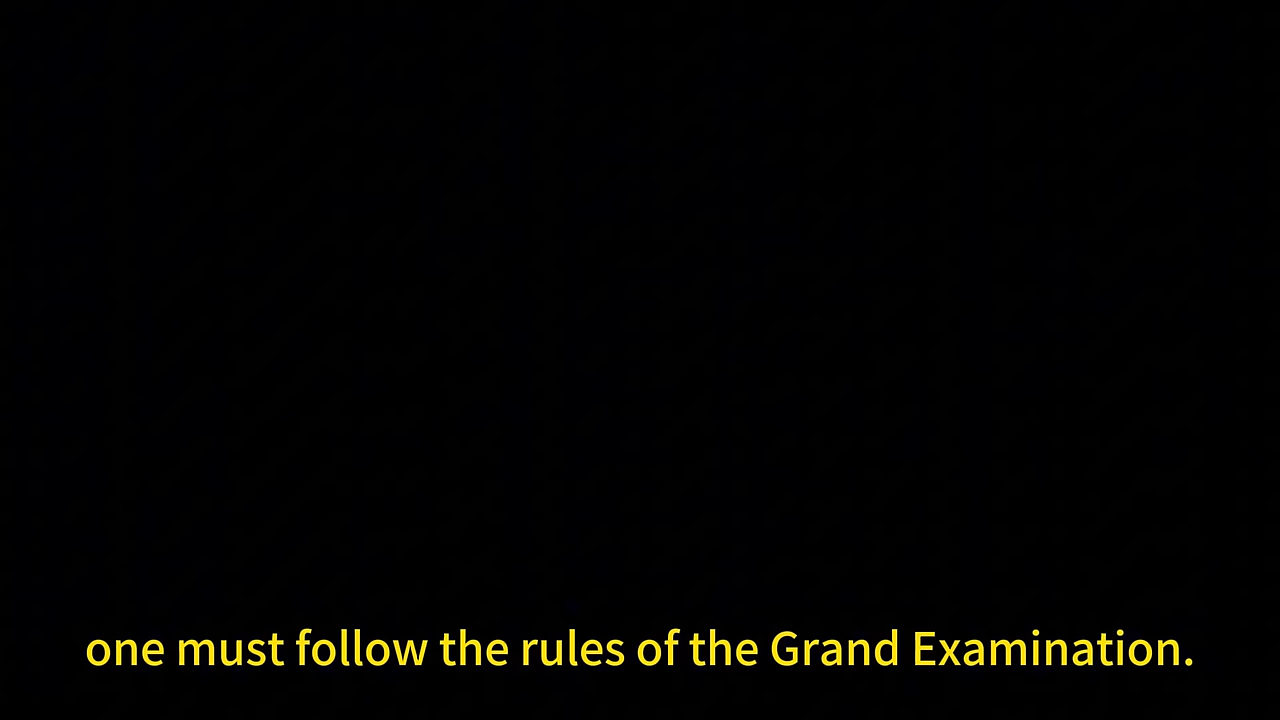 one must follow the rules of the Grand Examination.